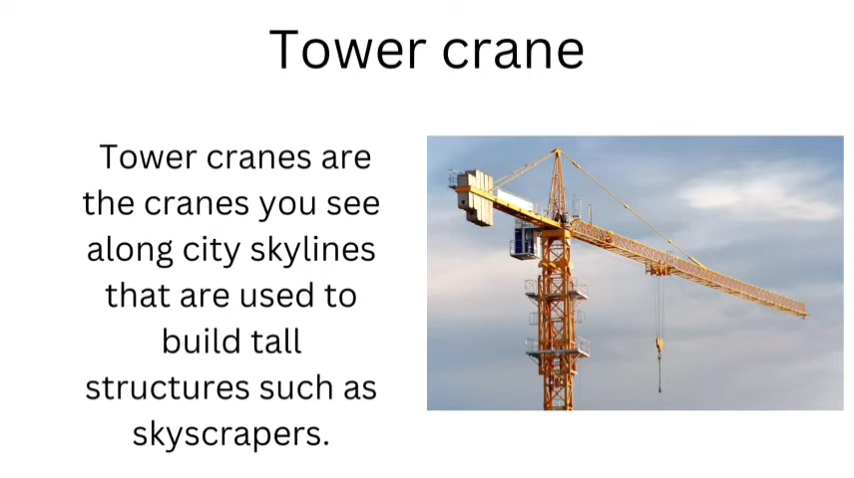 Tower crane
Tower cranes are
the cranes you see
along city skylines
that are used to
build tall
structures such as
skyscrapers.